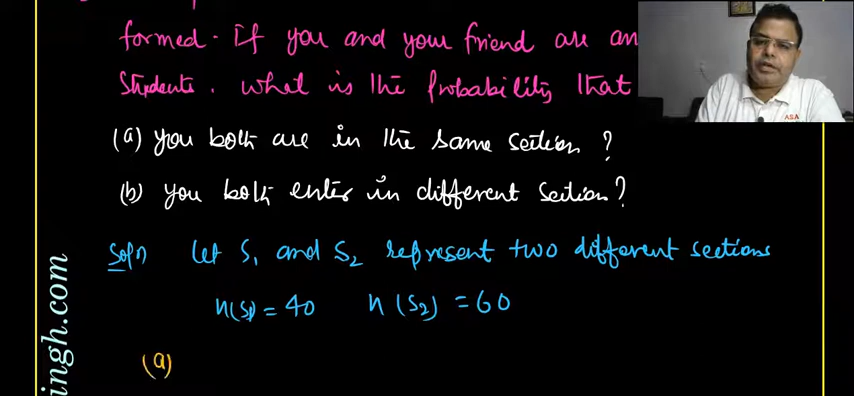 formed. If you and your friend are an
Students. What is the probability that
(a) you both are in the same section?
(b) you both enter in different section?
Soln Let S₁ and S₂ represent two different sections
n(S₁) = 40 n(S₂) = 60
(a)
ingh.com
ASA